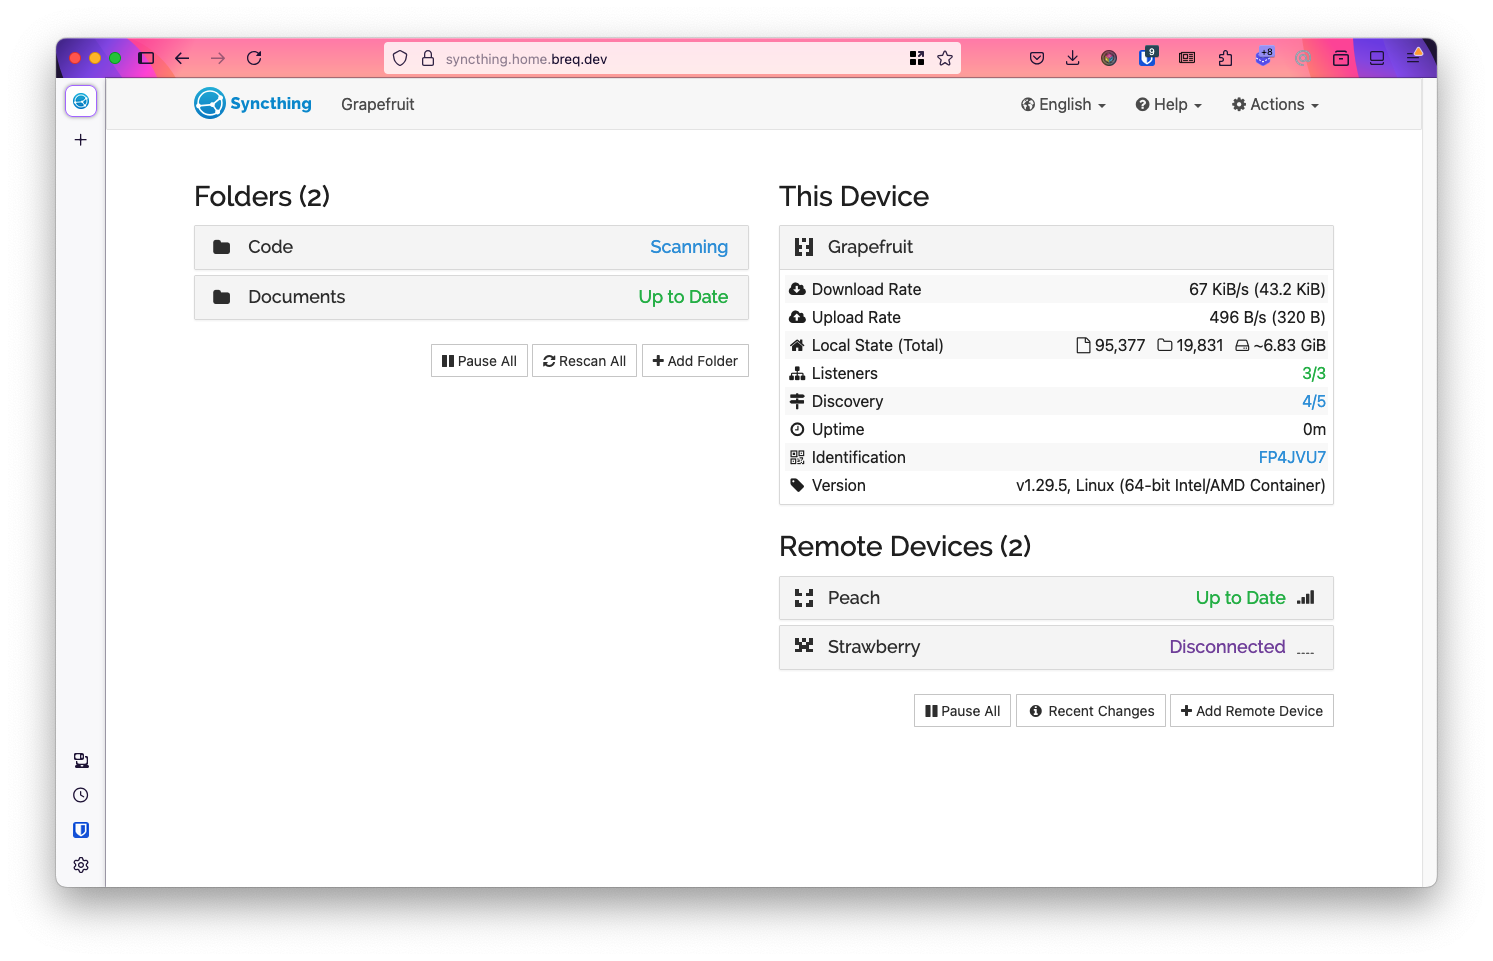 syncthing.home.breq.dev
9
+8
Syncthing
Grapefruit
English
Help
Actions
Folders (2)
Code
Scanning
Documents
Up to Date
Pause All
Rescan All
Add Folder
This Device
Grapefruit
Download Rate
67 KiB/s (43.2 KiB)
Upload Rate
496 B/s (320 B)
Local State (Total)
95,377 19,831 ~6.83 GiB
Listeners
3/3
Discovery
4/5
Uptime
0m
Identification
FP4JVU7
Version
v1.29.5, Linux (64-bit Intel/AMD Container)
Remote Devices (2)
Peach
Up to Date
Strawberry
Disconnected
Pause All
Recent Changes
Add Remote Device